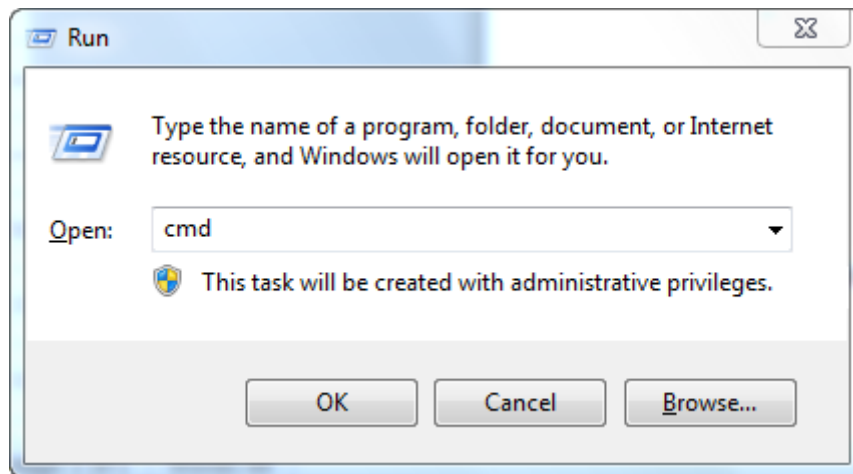 Run
Type the name of a program, folder, document, or Internet
resource, and Windows will open it for you.
Open: cmd
This task will be created with administrative privileges.
OK Cancel Browse...